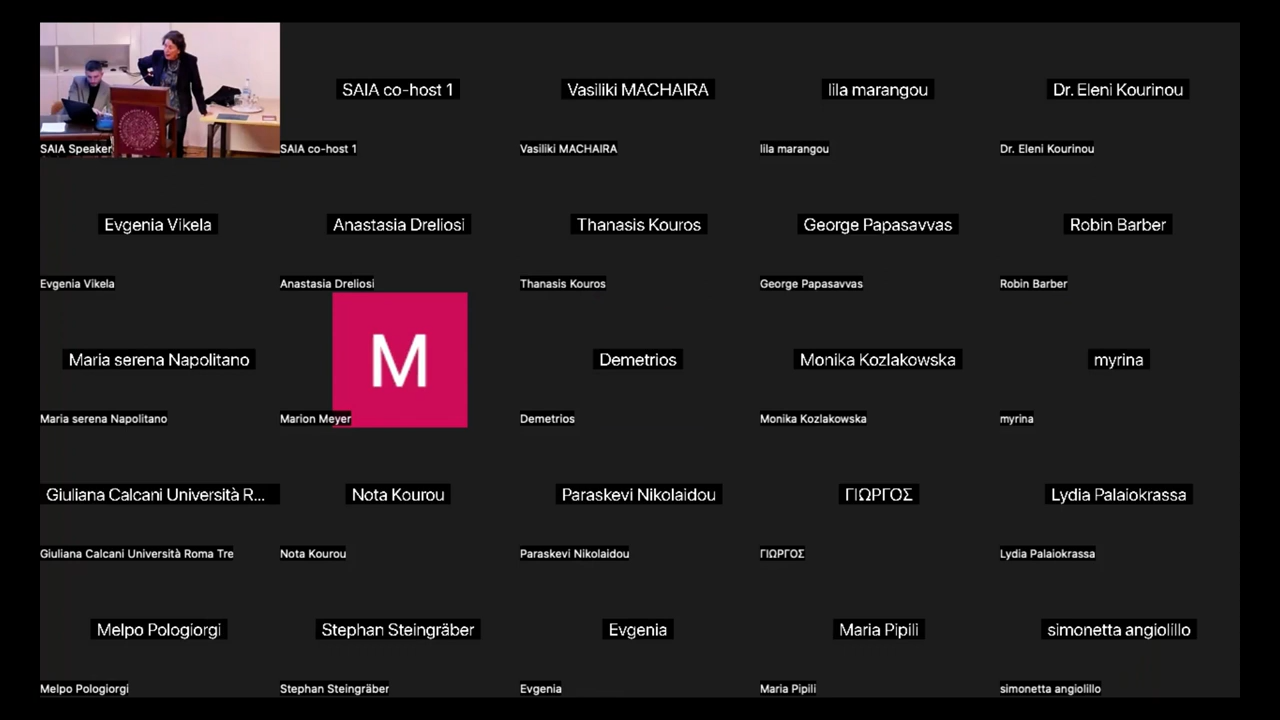 SAIA Speaker
SAIA co-host 1
SAIA co-host 1
Vasiliki MACHAIRA
Vasiliki MACHAIRA
lila marangou
lila marangou
Dr. Eleni Kourinou
Dr. Eleni Kourinou
Evgenia Vikela
Evgenia Vikela
Anastasia Dreliosi
Anastasia Dreliosi
Thanasis Kouros
Thanasis Kouros
George Papasavvas
George Papasavvas
Robin Barber
Robin Barber
Maria serena Napolitano
Maria serena Napolitano
M
Marion Meyer
Demetrios
Demetrios
Monika Kozlakowska
Monika Kozlakowska
myrina
myrina
Giuliana Calcani Università R...
Giuliana Calcani Università Roma Tre
Nota Kourou
Nota Kourou
Paraskevi Nikolaidou
Paraskevi Nikolaidou
ΓΙΩΡΓΟΣ
ΓΙΩΡΓΟΣ
Lydia Palaiokrassa
Lydia Palaiokrassa
Melpo Pologiorgi
Melpo Pologiorgi
Stephan Steingräber
Stephan Steingräber
Evgenia
Evgenia
Maria Pipili
Maria Pipili
simonetta angiolillo
simonetta angiolillo